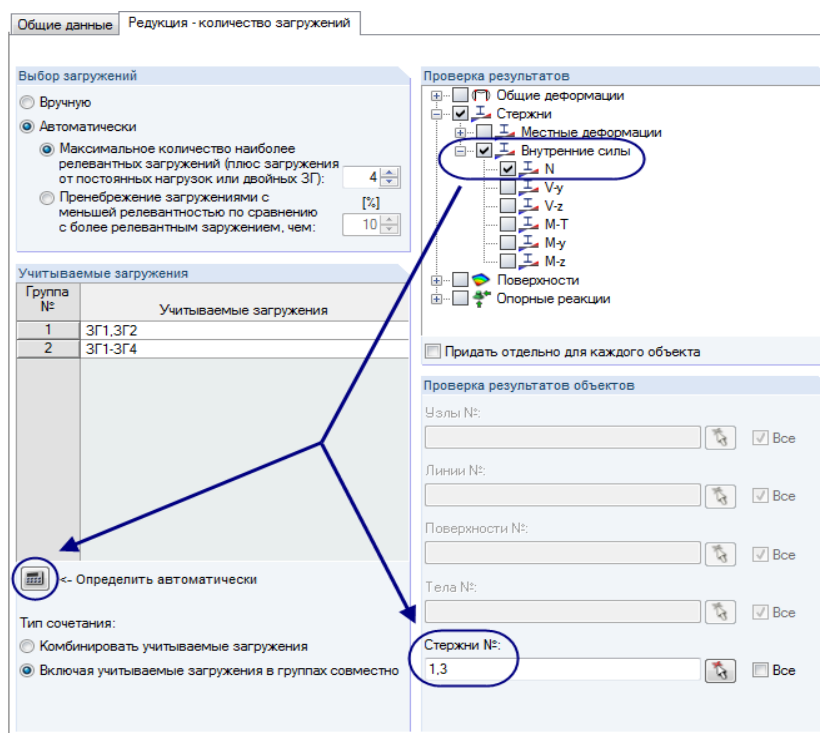 Общие данные
Редукция - количество загружений
Выбор загружений
Вручную
Автоматически
Максимальное количество наиболее
релевантных загружений (плюс загружения
от постоянных нагрузок или двойных ЗГ):
4
Пренебрежение загружениями с
меньшей релевантностью по сравнению
с более релевантным заружением, чем:
[%]
10
Учитываемые загружения
Группа
№
Учитываемые загружения
1
ЗГ1,ЗГ2
2
ЗГ1-ЗГ4
<- Определить автоматически
Тип сочетания:
Комбинировать учитываемые загружения
Включая учитываемые загружения в группах совместно
Проверка результатов
Общие деформации
Стержни
Местные деформации
Внутренние силы
N
V-y
V-z
M-T
M-y
M-z
Поверхности
Опорные реакции
Придать отдельно для каждого объекта
Проверка результатов объектов
Узлы №:
Все
Линии №:
Все
Поверхности №:
Все
Тела №:
Все
Стержни №:
1,3
Все